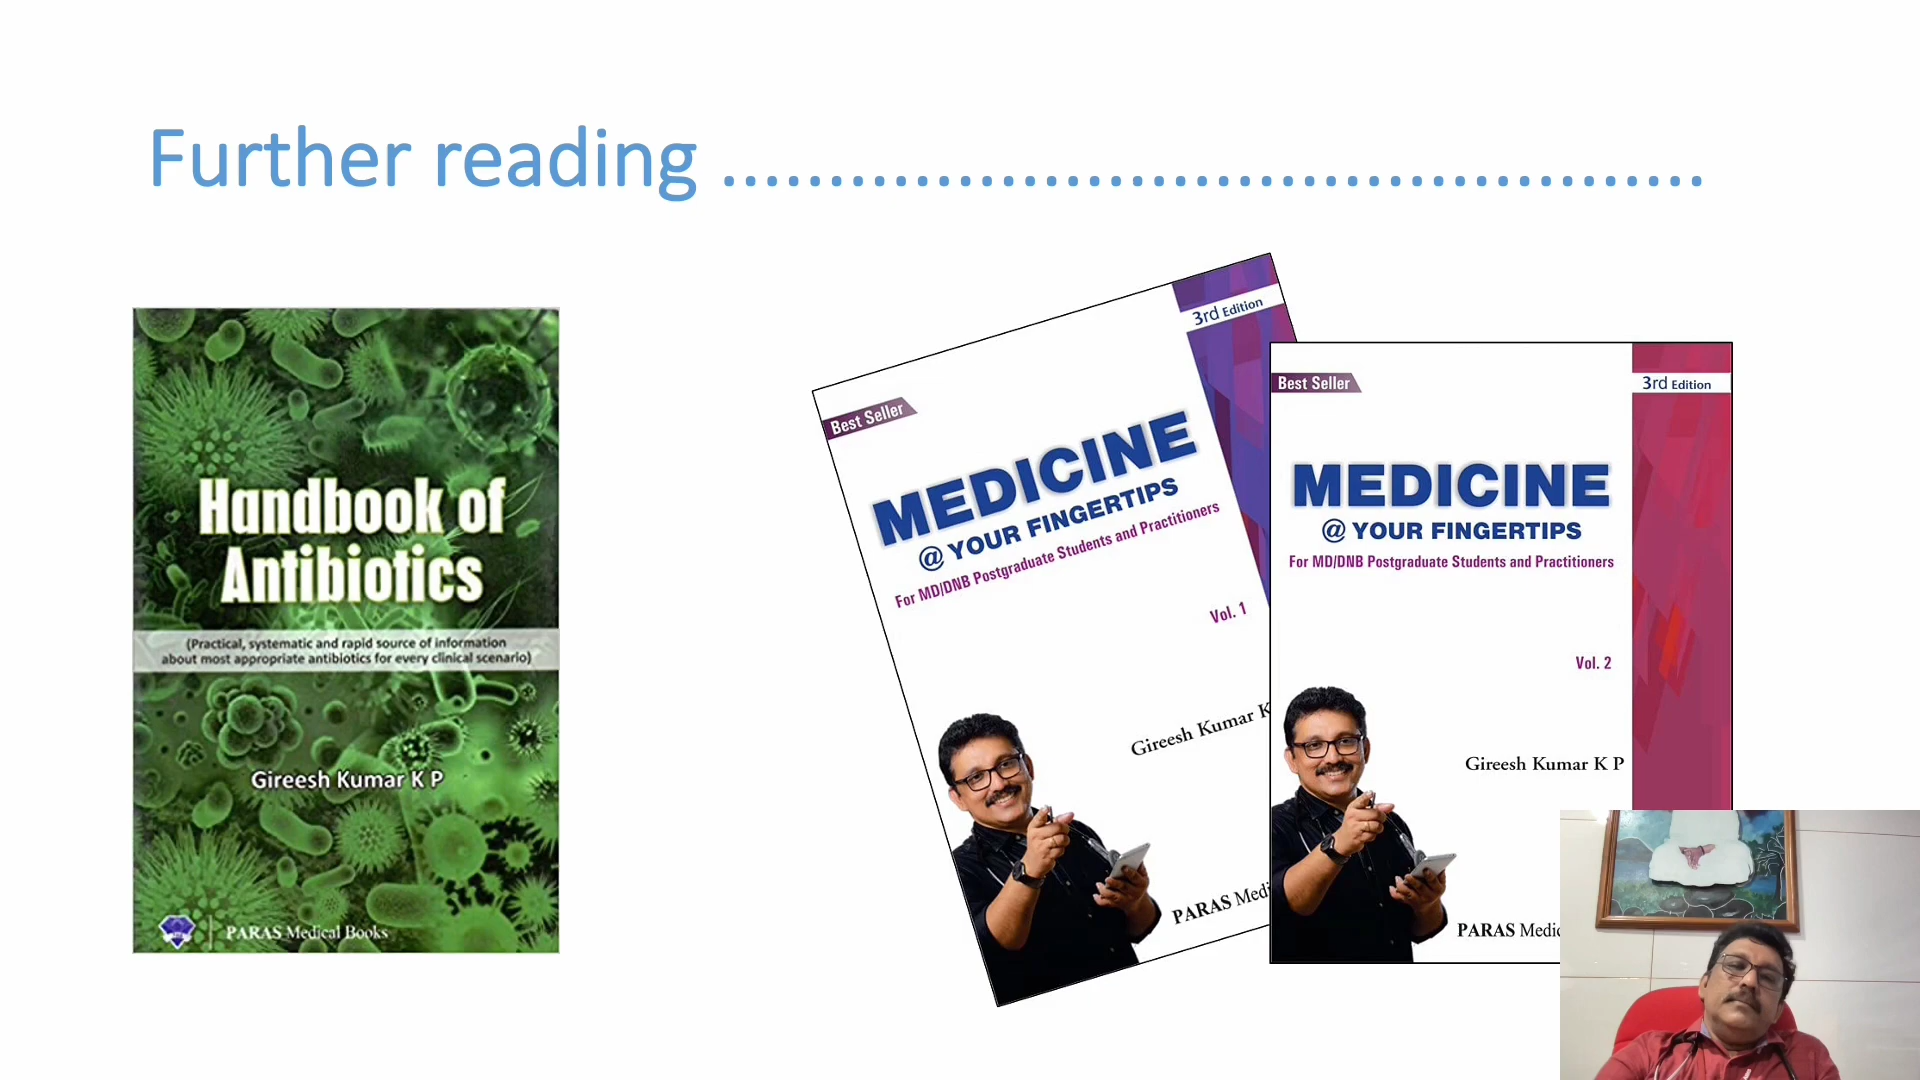 Further reading ..............................................
Handbook of
Antibiotics
(Practical, systematic and rapid source of information
about most appropriate antibiotics for every clinical scenario)
Gireesh Kumar K P
PARAS Medical Books
3rd Edition
Best Seller
MEDICINE
@ YOUR FINGERTIPS
For MD/DNB Postgraduate Students and Practitioners
Vol. 1
Gireesh Kumar K
PARAS Medi
Best Seller
3rd Edition
MEDICINE
@ YOUR FINGERTIPS
For MD/DNB Postgraduate Students and Practitioners
Vol. 2
Gireesh Kumar K P
PARAS Medic